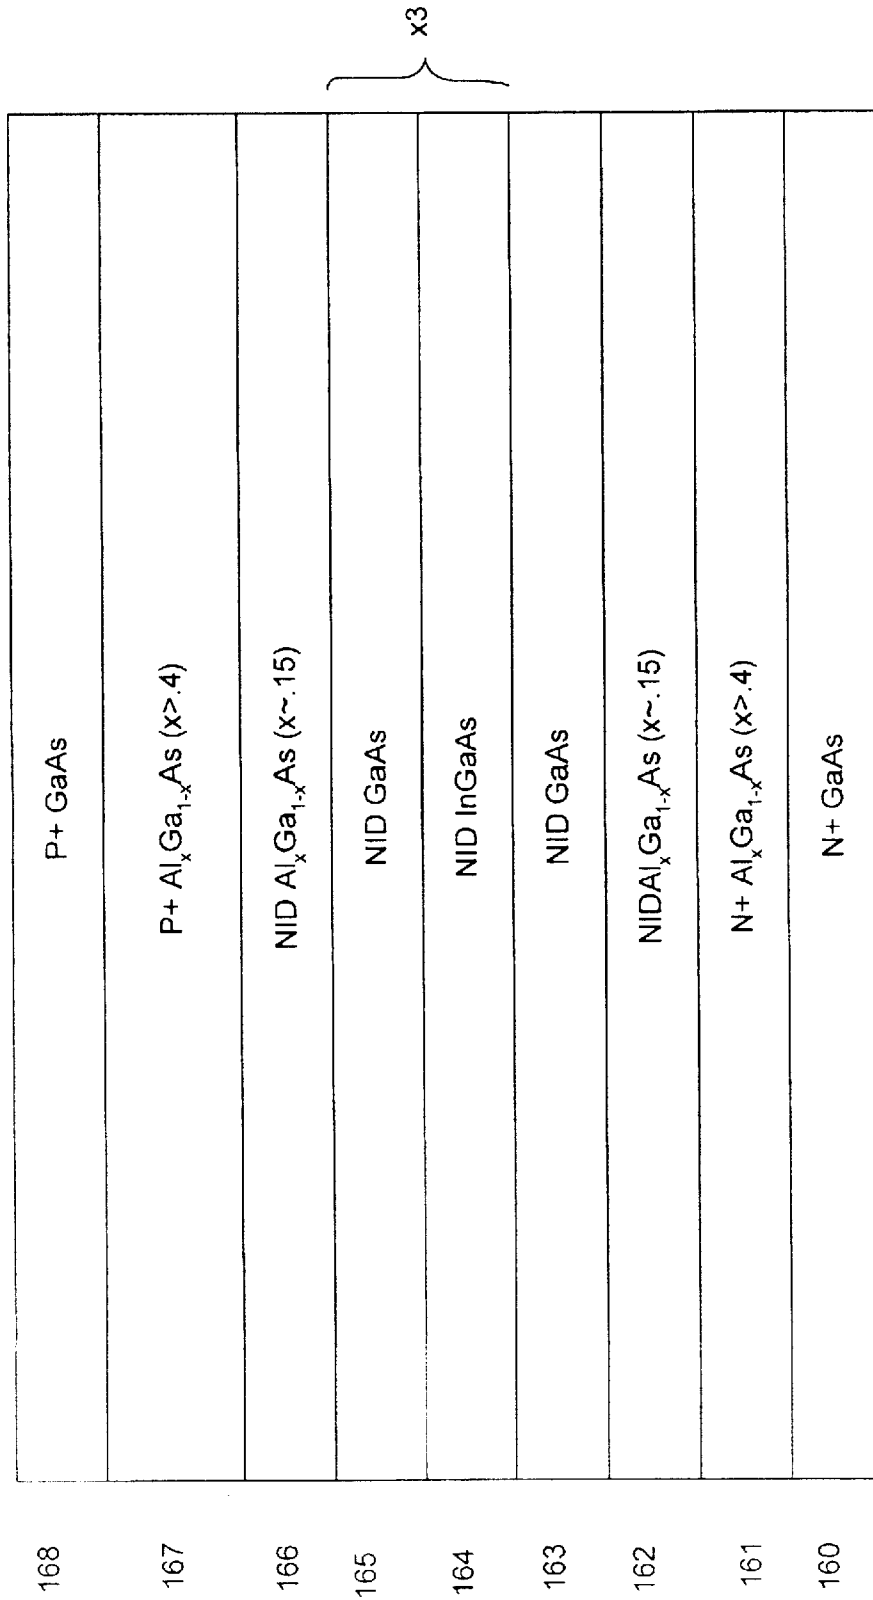 168 P+ GaAs
167 P+ AlₓGa₁₋ₓAs (x>.4)
166 NID AlₓGa₁₋ₓAs (x~.15)
165 NID GaAs
164 NID InGaAs
x3
163 NID GaAs
162 NIDAlₓGa₁₋ₓAs (x~.15)
161 N+ AlₓGa₁₋ₓAs (x>.4)
160 N+ GaAs